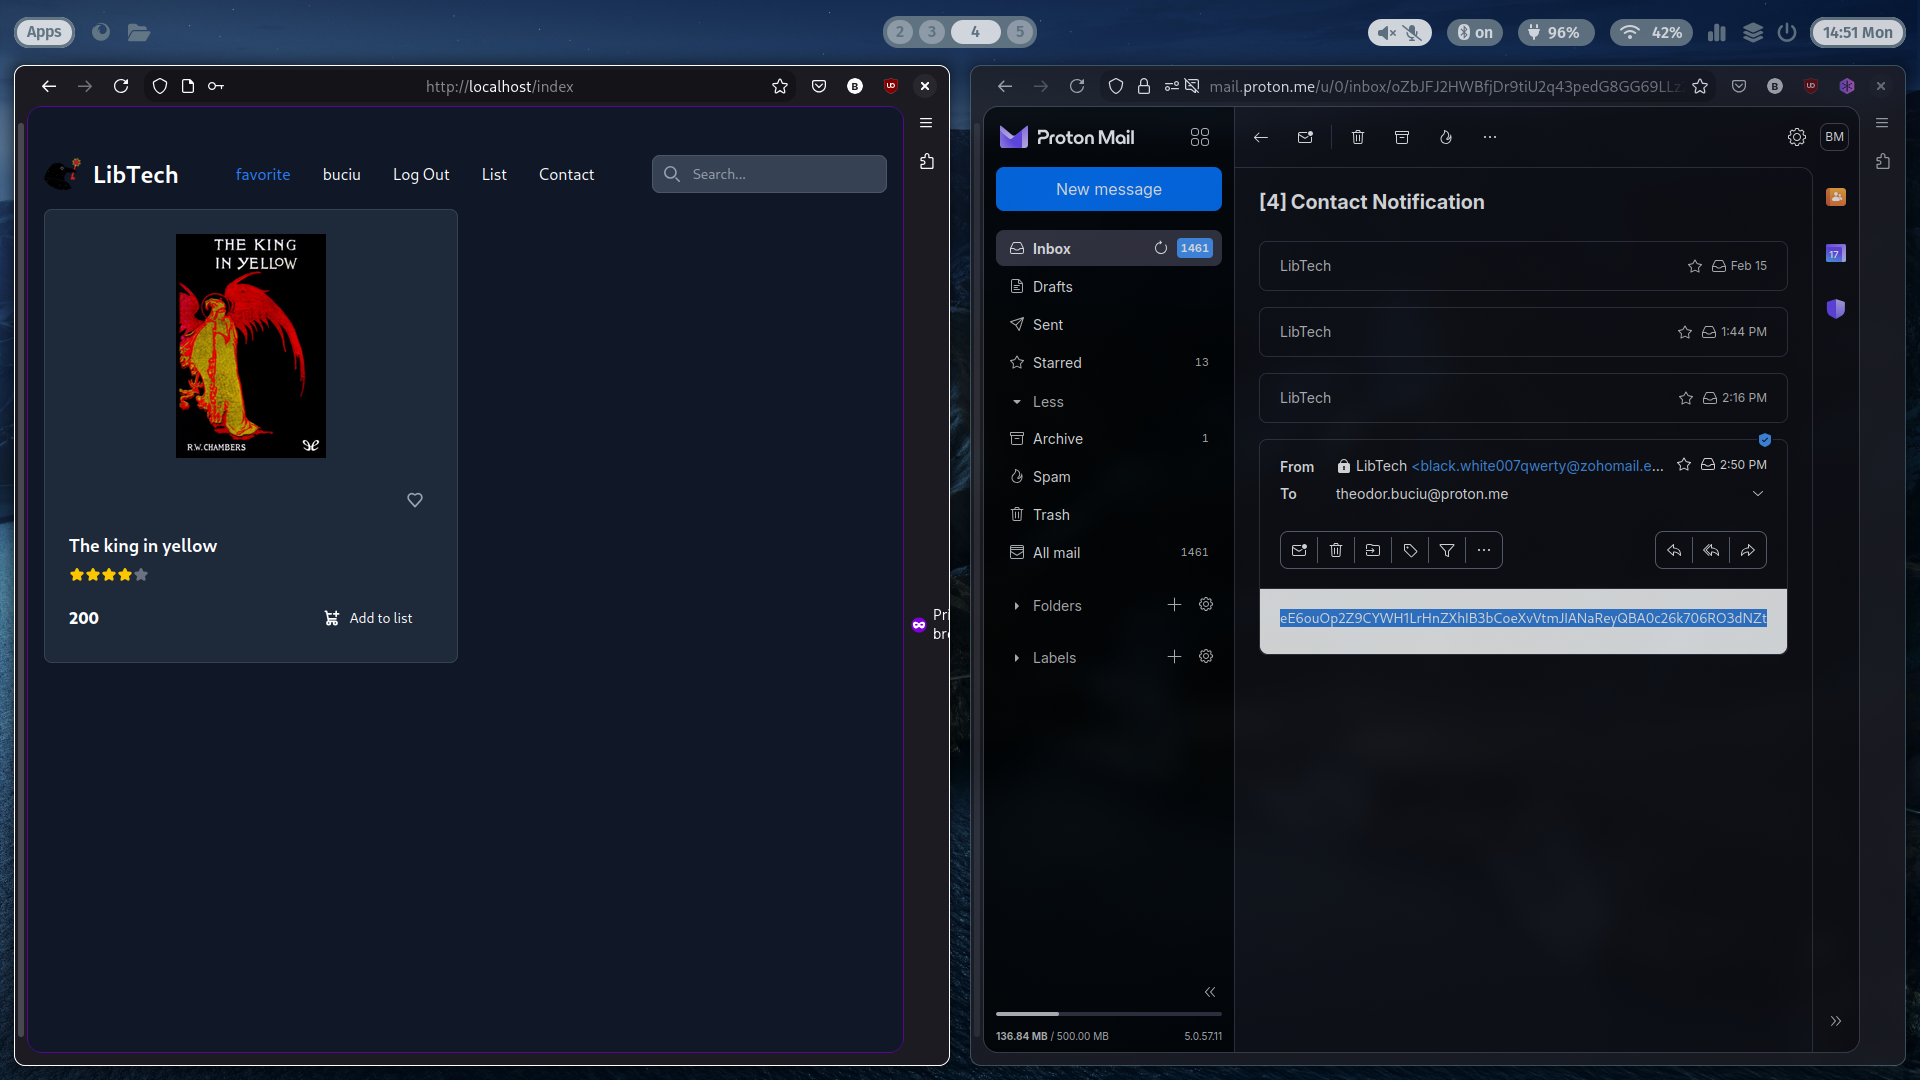 Apps
2 3 4 5
on
96%
42%
14:51 Mon
http://localhost/index
LibTech
favorite
buciu
Log Out
List
Contact
Search...
THE KING
IN YELLOW
R.W.CHAMBERS
The king in yellow
200
Add to list
Pri
bro
mail.proton.me/u/0/inbox/oZbJFJ2HWBfjDr9tiU2q43pedG8GG69LLz
Proton Mail
New message
Inbox 1461
Drafts
Sent
Starred 13
Less
Archive 1
Spam
Trash
All mail 1461
Folders
Labels
136.84 MB / 500.00 MB 5.0.57.11
BM
[4] Contact Notification
LibTech Feb 15
LibTech 1:44 PM
LibTech 2:16 PM
From LibTech <black.white007qwerty@zohomail.e... 2:50 PM
To theodor.buciu@proton.me
eE6ouOp2Z9CYWH1LrHnZXhIB3bCoeXvVtmJIANaReyQBA0c26k706RO3dNZt
17